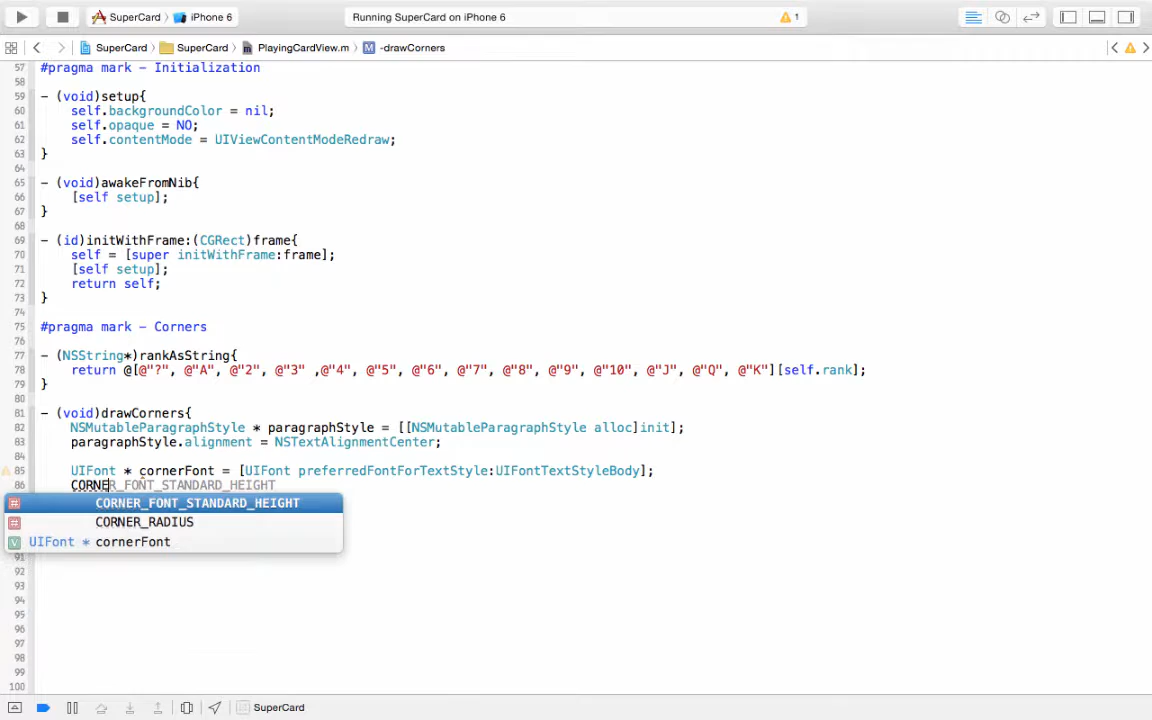 SuperCard iPhone 6 Running SuperCard on iPhone 6 1
SuperCard SuperCard PlayingCardView.m M -drawCorners
57 #pragma mark - Initialization
58
59 - (void)setup{
60 self.backgroundColor = nil;
61 self.opaque = NO;
62 self.contentMode = UIViewContentModeRedraw;
63 }
64
65 - (void)awakeFromNib{
66 [self setup];
67 }
68
69 - (id)initWithFrame:(CGRect)frame{
70 self = [super initWithFrame:frame];
71 [self setup];
72 return self;
73 }
74
75 #pragma mark - Corners
76
77 - (NSString*)rankAsString{
78 return @[@"?", @"A", @"2", @"3" ,@"4", @"5", @"6", @"7", @"8", @"9", @"10", @"J", @"Q", @"K"][self.rank];
79 }
80
81 - (void)drawCorners{
82 NSMutableParagraphStyle * paragraphStyle = [[NSMutableParagraphStyle alloc]init];
83 paragraphStyle.alignment = NSTextAlignmentCenter;
84
85 UIFont * cornerFont = [UIFont preferredFontForTextStyle:UIFontTextStyleBody];
86 CORNER_FONT_STANDARD_HEIGHT
# CORNER_FONT_STANDARD_HEIGHT
# CORNER_RADIUS
V UIFont * cornerFont
91
92
93
94
95
96
97
98
99
100
SuperCard